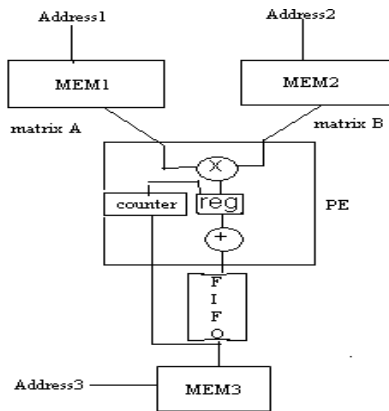 Address1
Address2
MEM1
MEM2
matrix A
matrix B
X
counter
reg
PE
+
F
I
F
O
Address3
MEM3